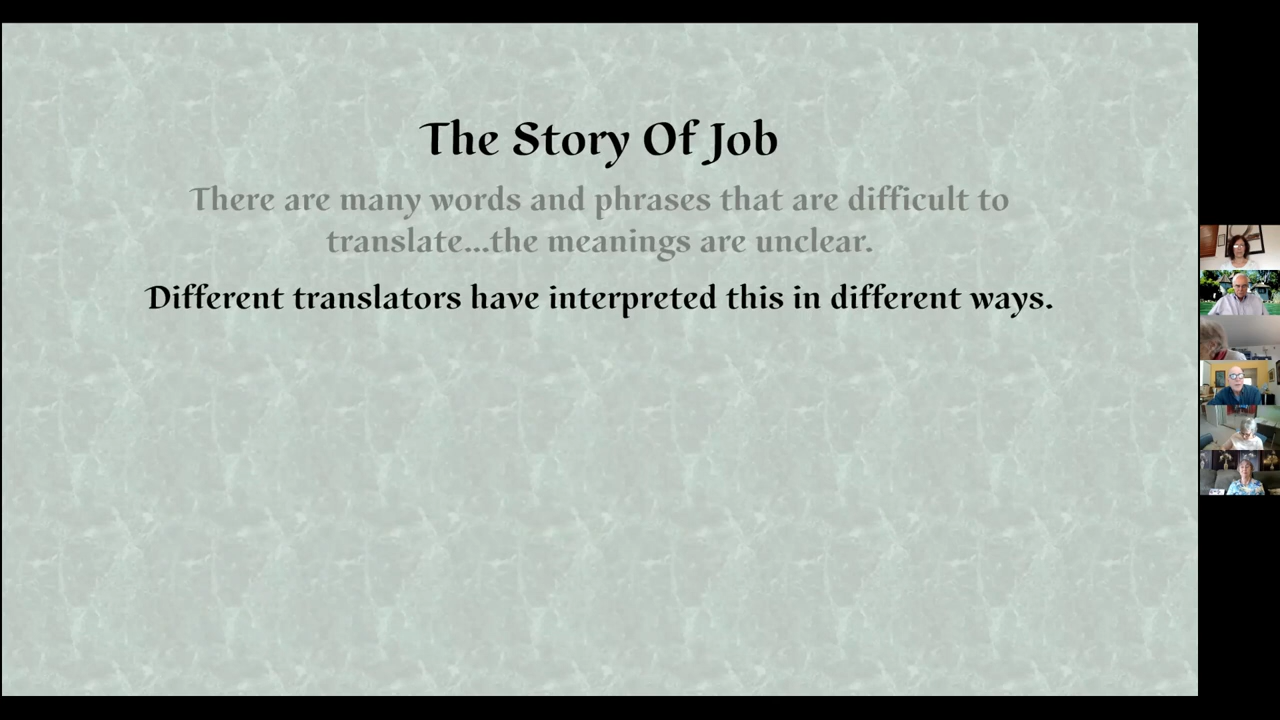 The Story Of Job
There are many words and phrases that are difficult to
translate...the meanings are unclear.
Different translators have interpreted this in different ways.